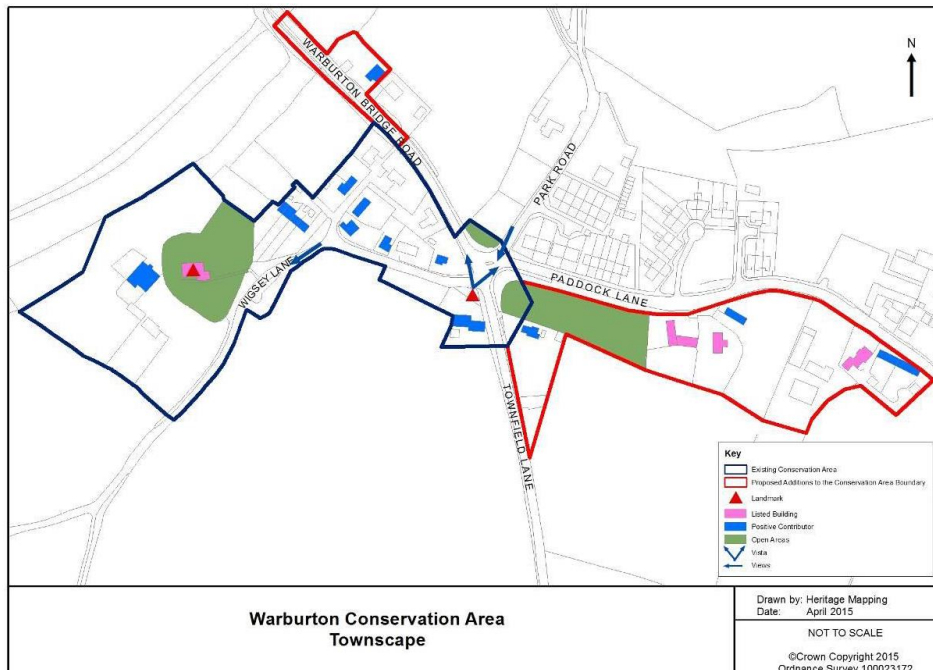 N
WARBURTON BRIDGE ROAD
PARK ROAD
WIGSEY LANE
PADDOCK LANE
TOWNFIELD LANE
Key
Existing Conservation Area
Proposed Additions to the Conservation Area Boundary
Landmark
Listed Building
Positive Contributor
Open Areas
Vista
Views
Warburton Conservation Area
Townscape
Drawn by: Heritage Mapping
Date: April 2015
NOT TO SCALE
©Crown Copyright 2015
Ordnance Survey 100023172